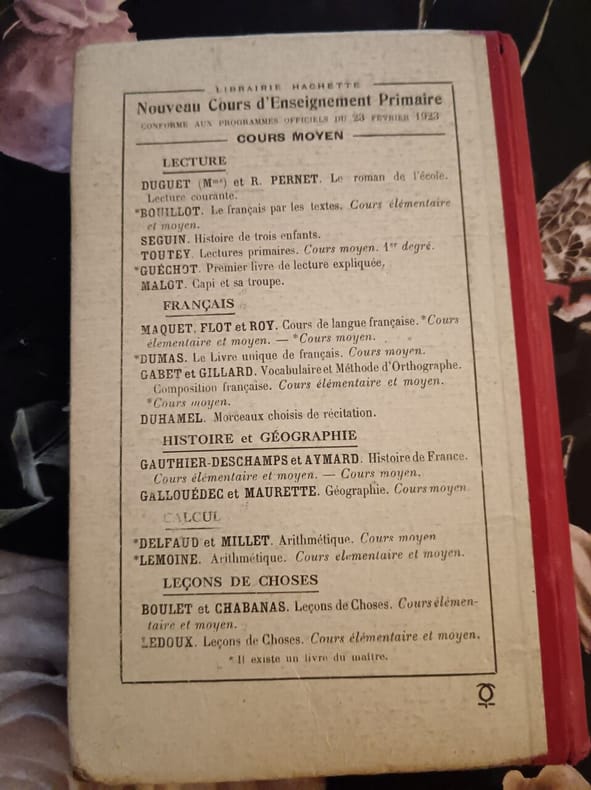 LIBRAIRIE HACHETTE
Nouveau Cours d'Enseignement Primaire
CONFORME AUX PROGRAMMES OFFICIELS DU 23 FÉVRIER 1923
COURS MOYEN
LECTURE
DUGUET (Mme) et R. PERNET. Le roman de l'école.
Lecture courante.
*BOUILLOT. Le français par les textes. Cours élémentaire
et moyen.
SEGUIN. Histoire de trois enfants.
TOUTEY. Lectures primaires. Cours moyen. 1er degré.
*GUÉCHOT. Premier livre de lecture expliquée.
MALOT. Capi et sa troupe.
FRANÇAIS
MAQUET, FLOT et ROY. Cours de langue française. *Cours
élémentaire et moyen. — *Cours moyen.
*DUMAS. Le Livre unique de français. Cours moyen.
GABET et GILLARD. Vocabulaire et Méthode d'Orthographe.
Composition française. Cours élémentaire et moyen.
*Cours moyen.
DUHAMEL. Morceaux choisis de récitation.
HISTOIRE et GÉOGRAPHIE
GAUTHIER-DESCHAMPS et AYMARD. Histoire de France.
Cours élémentaire et moyen. — Cours moyen.
GALLOUÉDEC et MAURETTE. Géographie. Cours moyen
CALCUL
*DELFAUD et MILLET. Arithmétique. Cours moyen
*LEMOINE. Arithmétique. Cours élémentaire et moyen.
LEÇONS DE CHOSES
BOULET et CHABANAS. Leçons de Choses. Cours élémen-
taire et moyen.
LEDOUX. Leçons de Choses. Cours élémentaire et moyen.
* Il existe un livre du maître.